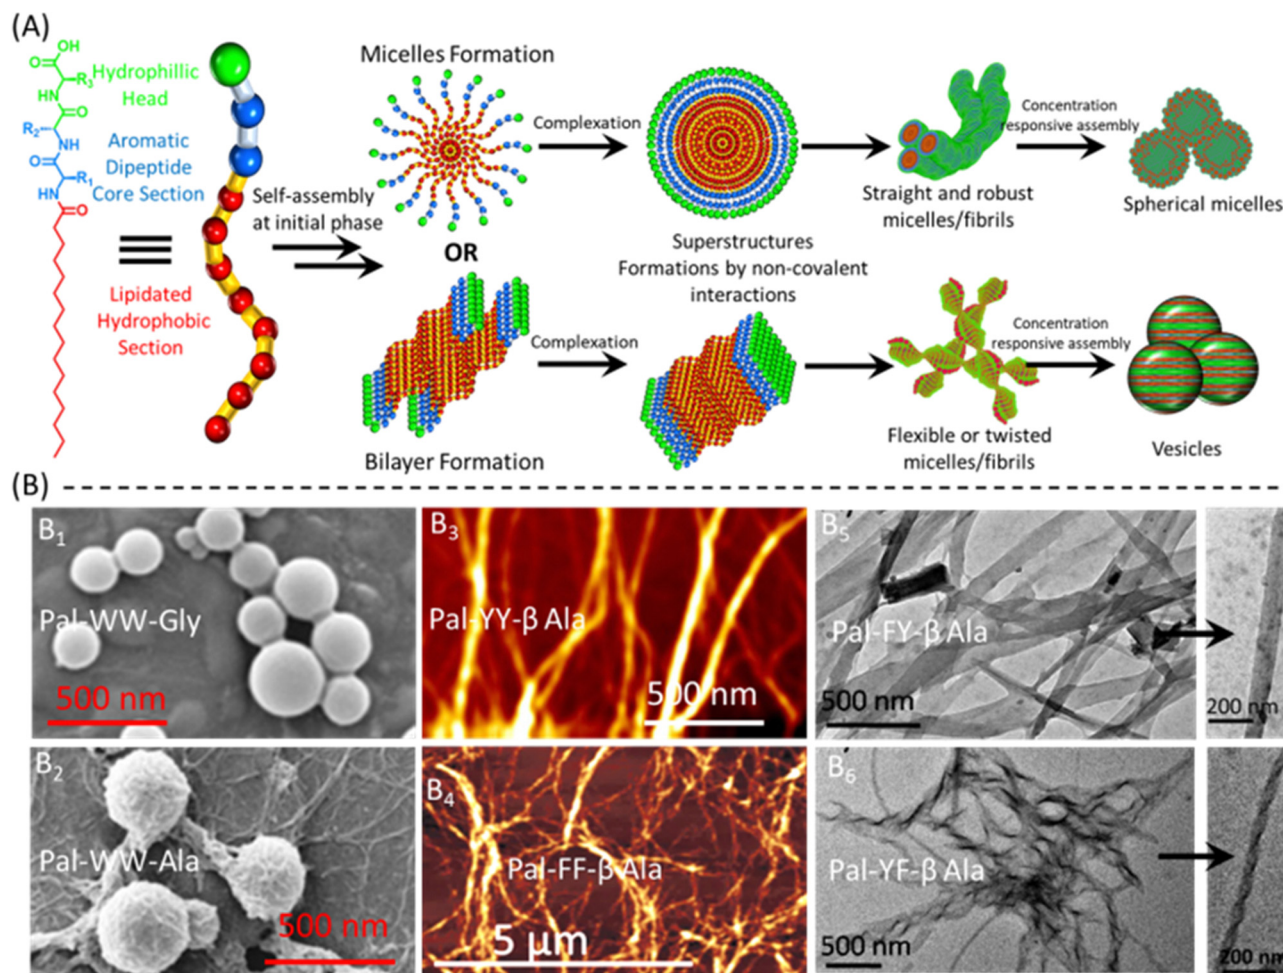 (A)
OH
O
R3
HN
O
R2
NH
O
R1
HN
O
Hydrophillic
Head
Aromatic
Dipeptide
Core Section
Lipidated
Hydrophobic
Section
Self-assembly
at initial phase
Micelles Formation
OR
Bilayer Formation
Complexation
Complexation
Superstructures
Formations by non-covalent
interactions
Straight and robust
micelles/fibrils
Concentration
responsive assembly
Spherical micelles
Flexible or twisted
micelles/fibrils
Concentration
responsive assembly
Vesicles
(B)
B1
Pal-WW-Gly
500 nm
B3
Pal-YY-β Ala
500 nm
B5
Pal-FY-β Ala
500 nm
200 nm
B2
Pal-WW-Ala
500 nm
B4
Pal-FF-β Ala
5 μm
B6
Pal-YF-β Ala
500 nm
200 nm